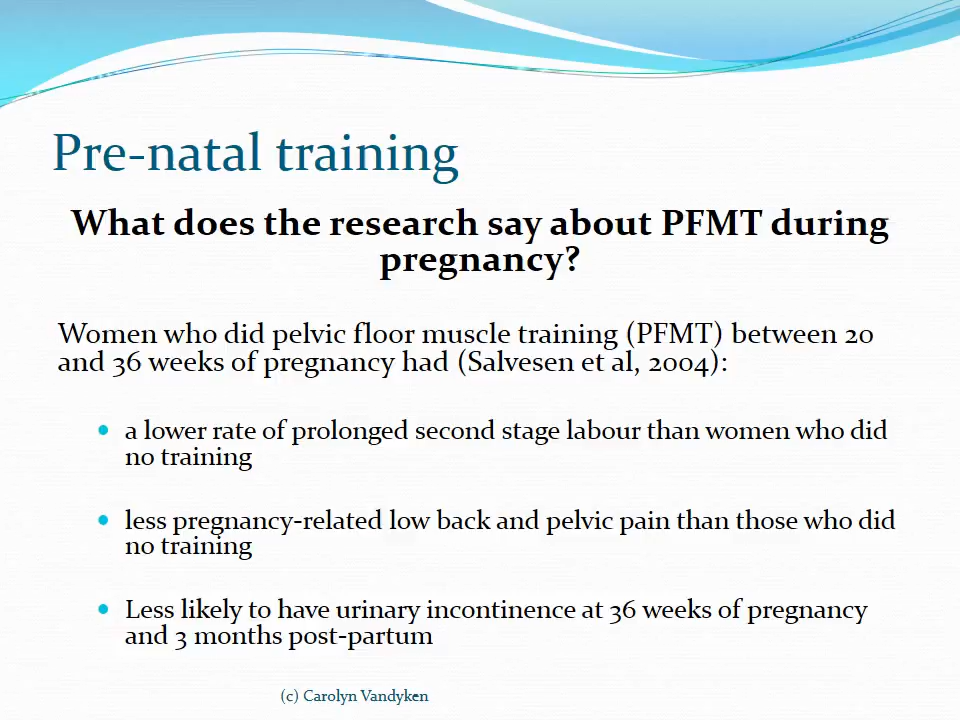 Pre-natal training
What does the research say about PFMT during
pregnancy?
Women who did pelvic floor muscle training (PFMT) between 20
and 36 weeks of pregnancy had (Salvesen et al, 2004):
• a lower rate of prolonged second stage labour than women who did
no training
• less pregnancy-related low back and pelvic pain than those who did
no training
• Less likely to have urinary incontinence at 36 weeks of pregnancy
and 3 months post-partum
(c) Carolyn Vandyken